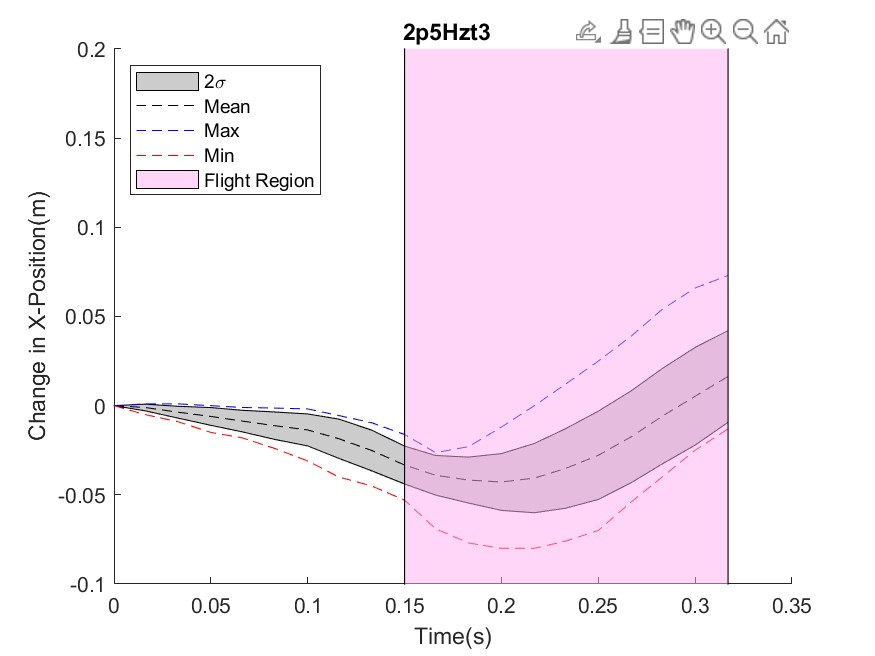 2p5Hzt3
0.2
0.15
0.1
0.05
0
-0.05
-0.1
Change in X-Position(m)
2σ
Mean
Max
Min
Flight Region
0
0.05
0.1
0.15
0.2
0.25
0.3
0.35
Time(s)